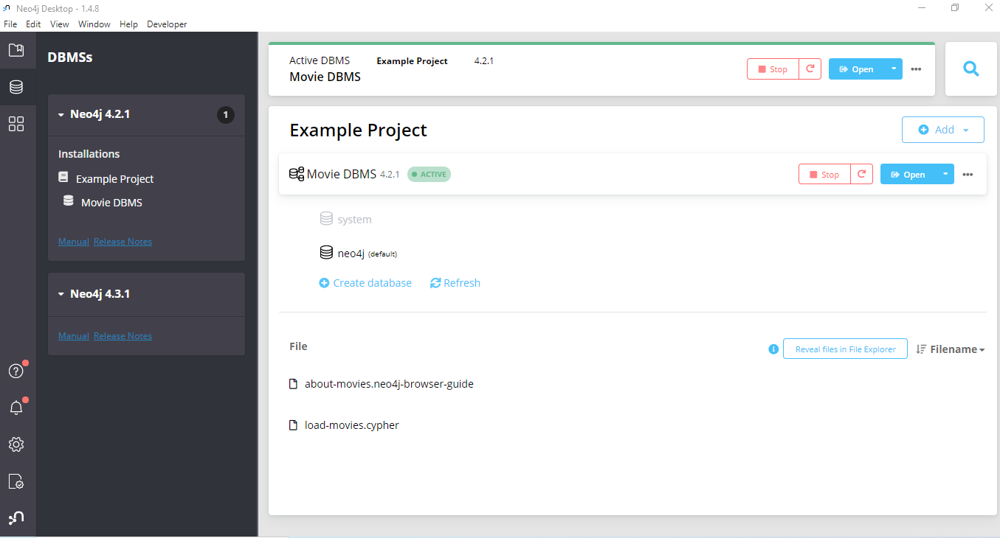 Neo4j Desktop - 1.4.8
File Edit View Window Help Developer
DBMSs
Neo4j 4.2.1 1
Installations
Example Project
Movie DBMS
Manual Release Notes
Neo4j 4.3.1
Manual Release Notes
Active DBMS Example Project 4.2.1
Movie DBMS
Stop Open
Example Project
Add
Movie DBMS 4.2.1 ACTIVE Stop Open
system
neo4j (default)
Create database Refresh
File
Reveal files in File Explorer Filename
about-movies.neo4j-browser-guide
load-movies.cypher